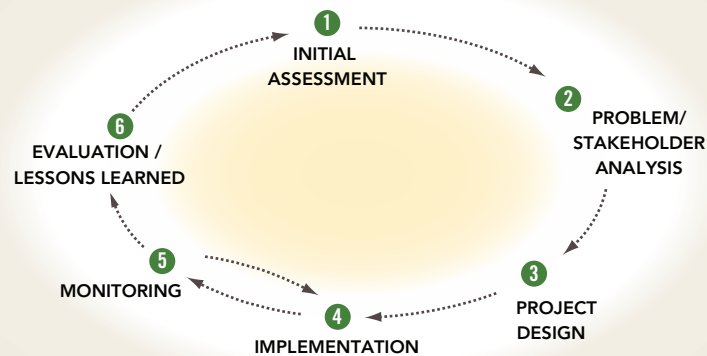 1
INITIAL
ASSESSMENT
2
PROBLEM/
STAKEHOLDER
ANALYSIS
3
PROJECT
DESIGN
4
IMPLEMENTATION
5
MONITORING
6
EVALUATION /
LESSONS LEARNED